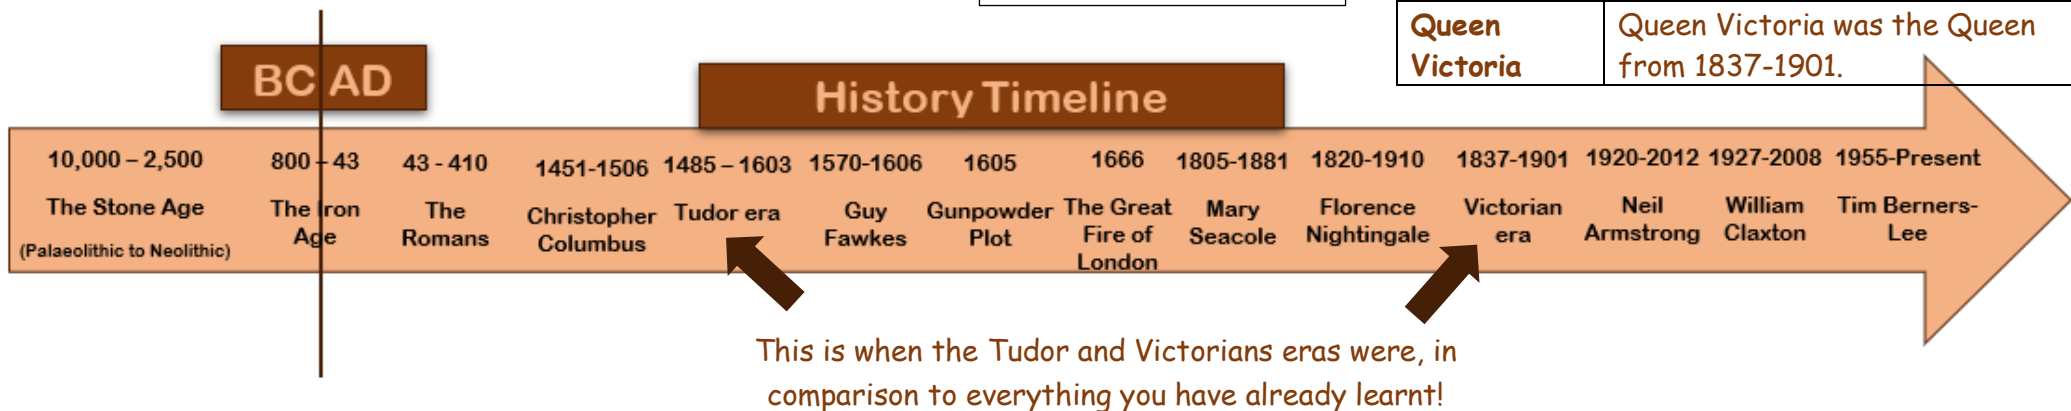 Queen
Victoria
Queen Victoria was the Queen
from 1837-1901.
BC AD
History Timeline
10,000 – 2,500
The Stone Age
(Palaeolithic to Neolithic)
800 – 43
The Iron
Age
43 - 410
The
Romans
1451-1506
Christopher
Columbus
1485 – 1603
Tudor era
1570-1606
Guy
Fawkes
1605
Gunpowder
Plot
1666
The Great
Fire of
London
1805-1881
Mary
Seacole
1820-1910
Florence
Nightingale
1837-1901
Victorian
era
1920-2012
Neil
Armstrong
1927-2008
William
Claxton
1955-Present
Tim Berners-
Lee
This is when the Tudor and Victorians eras were, in
comparison to everything you have already learnt!